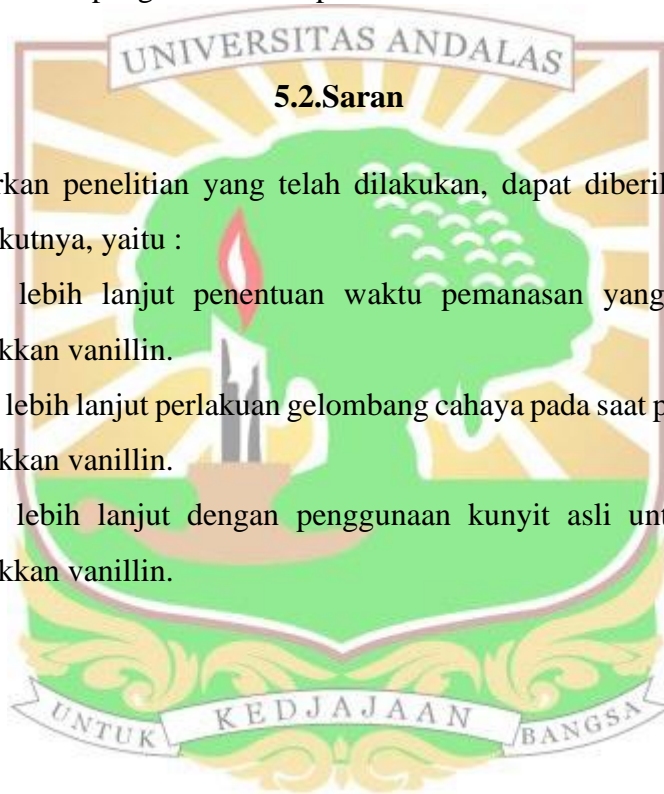 UNIVERSITAS ANDALAS
5.2.Saran
rkan penelitian yang telah dilakukan, dapat diberik
kutnya, yaitu :
lebih lanjut penentuan waktu pemanasan yang
kkan vanillin.
lebih lanjut perlakuan gelombang cahaya pada saat p
kkan vanillin.
lebih lanjut dengan penggunaan kunyit asli unt
kkan vanillin.
UNTUK KEDJAJAAN BANGSA